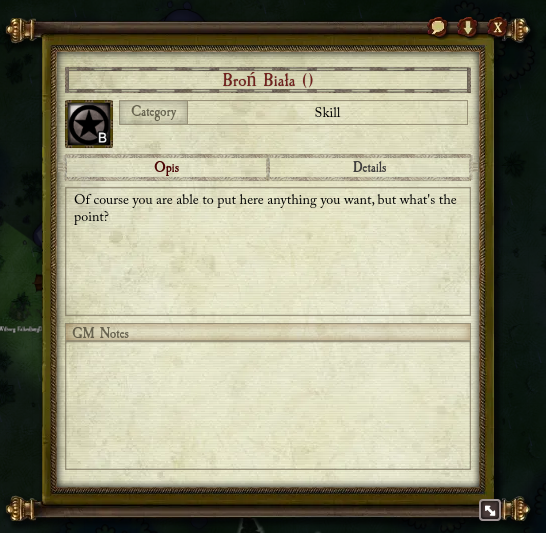 X
Broń Biała ()
B
Category
Skill
Opis
Details
Of course you are able to put here anything you want, but what's the
point?
GM Notes